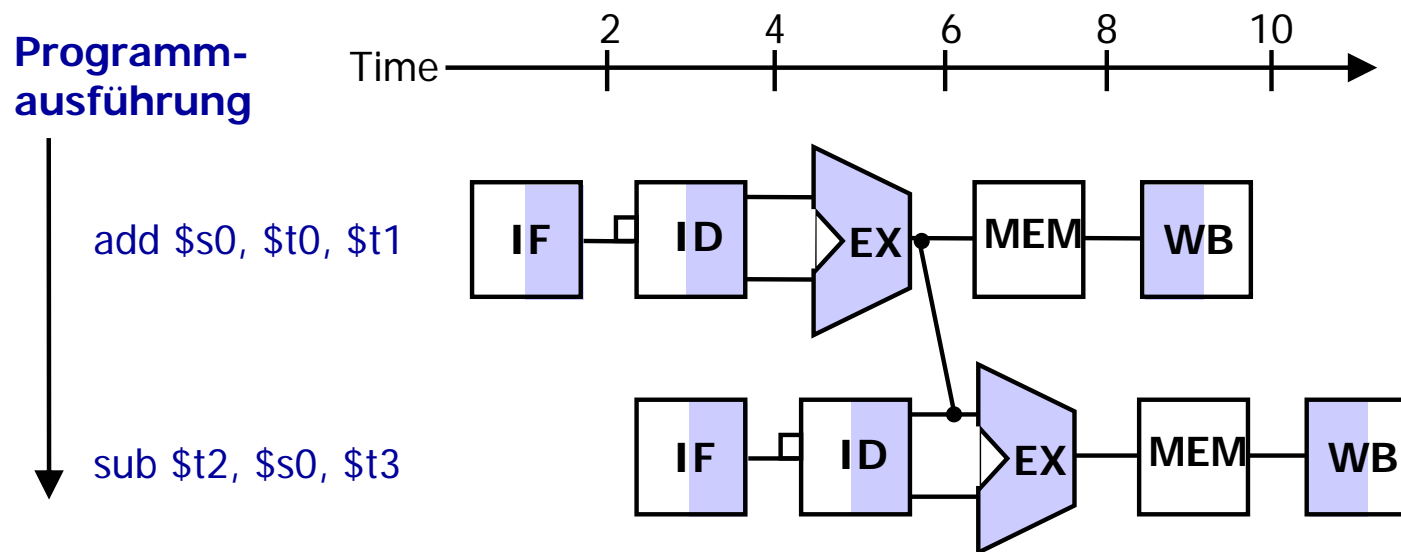 Programm-
ausführung
Time
2 4 6 8 10
add $s0, $t0, $t1
IF ID EX MEM WB
sub $t2, $s0, $t3
IF ID EX MEM WB